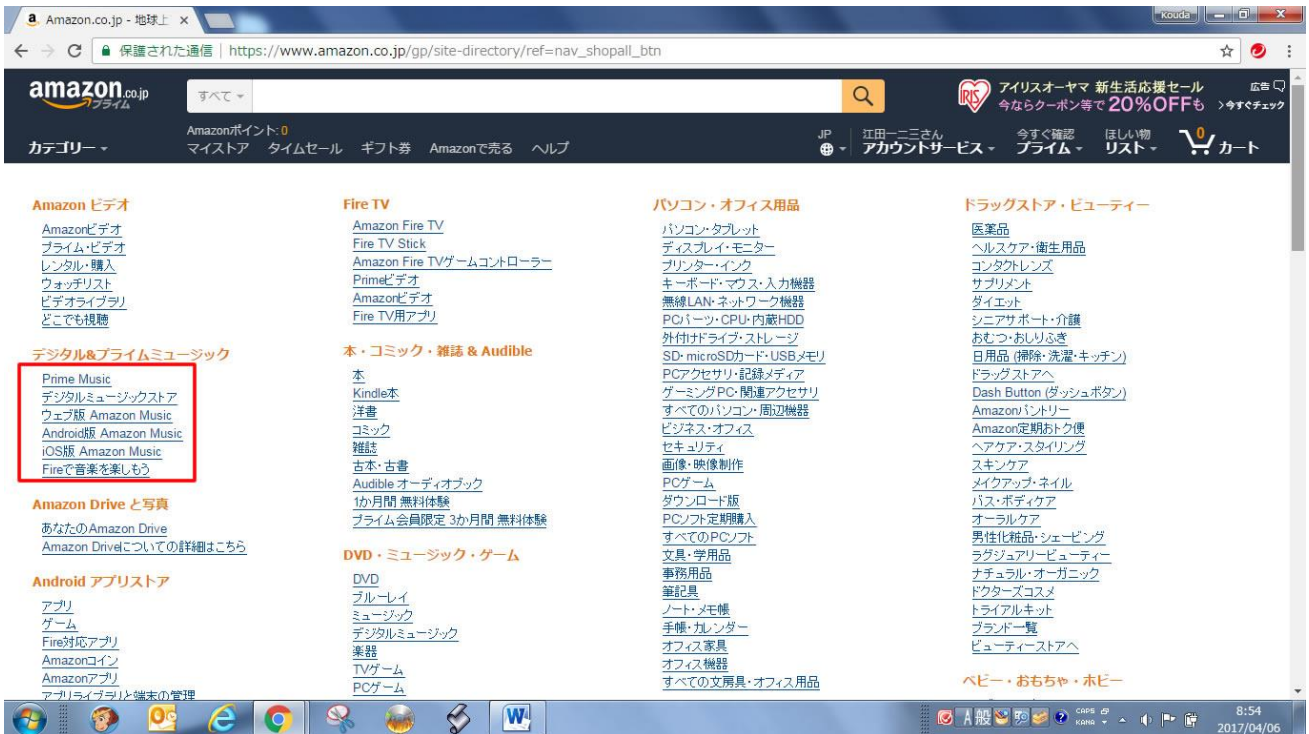 Amazon.co.jp - 地球上
Kouda
保護された通信 | https://www.amazon.co.jp/gp/site-directory/ref=nav_shopall_btn
amazon.co.jp
プライム
すべて
IRIS
アイリスオーヤマ 新生活応援セール
今ならクーポン等で 20%OFFも
広告
>今すぐチェック
カテゴリー
Amazonポイント: 0
マイストア タイムセール ギフト券 Amazonで売る ヘルプ
JP
江田一二三さん
アカウントサービス
今すぐ確認
プライム
ほしい物
リスト
0
カート
Amazon ビデオ
Amazonビデオ
プライム・ビデオ
レンタル・購入
ウォッチリスト
ビデオライブラリ
どこでも視聴
デジタル&プライムミュージック
Prime Music
デジタルミュージックストア
ウェブ版 Amazon Music
Android版 Amazon Music
iOS版 Amazon Music
Fireで音楽を楽しもう
Amazon Drive と写真
あなたのAmazon Drive
Amazon Driveについての詳細はこちら
Android アプリストア
アプリ
ゲーム
Fire対応アプリ
Amazonコイン
Amazonアプリ
アプリライブラリと端末の管理
Fire TV
Amazon Fire TV
Fire TV Stick
Amazon Fire TVゲームコントローラー
Primeビデオ
Amazonビデオ
Fire TV用アプリ
本・コミック・雑誌 & Audible
本
Kindle本
洋書
コミック
雑誌
古本・古書
Audible オーディオブック
1か月間 無料体験
プライム会員限定 3か月間 無料体験
DVD・ミュージック・ゲーム
DVD
ブルーレイ
ミュージック
デジタルミュージック
楽器
TVゲーム
PCゲーム
パソコン・オフィス用品
パソコン・タブレット
ディスプレイ・モニター
プリンター・インク
キーボード・マウス・入力機器
無線LAN・ネットワーク機器
PCパーツ・CPU・内蔵HDD
外付けドライブ・ストレージ
SD・microSDカード・USBメモリ
PCアクセサリ・記録メディア
ゲーミングPC・関連アクセサリ
すべてのパソコン・周辺機器
ビジネス・オフィス
セキュリティ
画像・映像制作
PCゲーム
ダウンロード版
PCソフト定期購入
すべてのPCソフト
文具・学用品
事務用品
筆記具
ノート・メモ帳
手帳・カレンダー
オフィス家具
オフィス機器
すべての文房具・オフィス用品
ドラッグストア・ビューティー
医薬品
ヘルスケア・衛生用品
コンタクトレンズ
サプリメント
ダイエット
シニアサポート・介護
おむつ・おしりふき
日用品 (掃除・洗濯・キッチン)
ドラッグストアへ
Dash Button (ダッシュボタン)
Amazonパントリー
Amazon定期おトク便
ヘアケア・スタイリング
スキンケア
メイクアップ・ネイル
バス・ボディケア
オーラルケア
男性化粧品・シェービング
ラグジュアリービューティー
ナチュラル・オーガニック
ドクターズコスメ
トライアルキット
ブランド一覧
ビューティーストアへ
ベビー・おもちゃ・ホビー
A 般
CAPS
KANA
8:54
2017/04/06